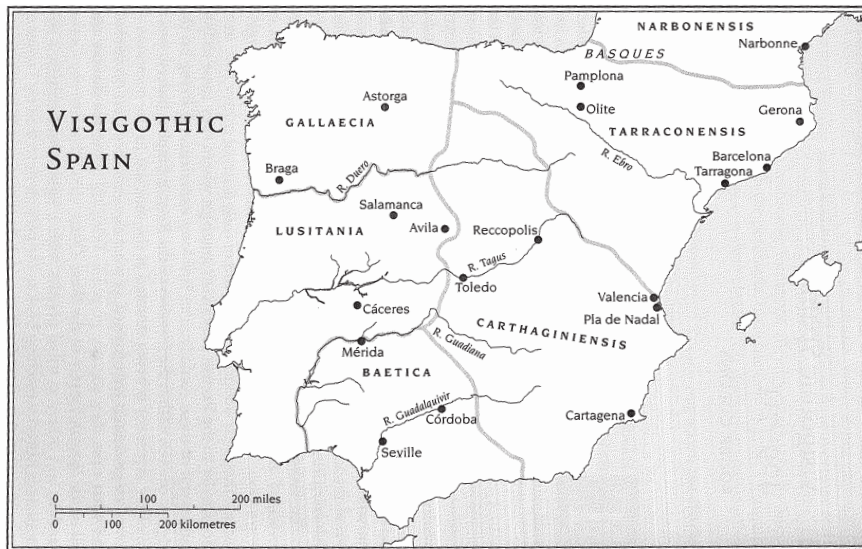 NARBONENSIS
Narbonne
BASQUES
Pamplona
Astorga
Olite
Gerona
VISIGOTHIC
SPAIN
GALLAECIA
TARRACONENSIS
R. Ebro
Barcelona
Tarragona
Braga
R. Duero
Salamanca
LUSITANIA
Avila
Reccopolis
R. Tagus
Toledo
Valencia
Pla de Nadal
Cáceres
CARTHAGINIENSIS
R. Guadiana
Mérida
BAETICA
R. Guadalquivir
Córdoba
Cartagena
Seville
0 100 200 miles
0 100 200 kilometres